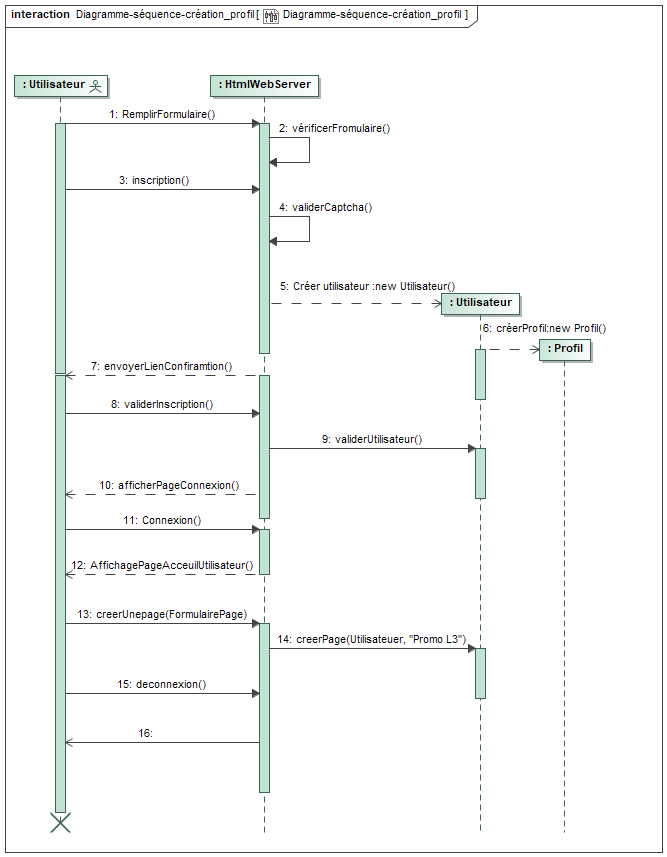 interaction Diagramme-séquence-création_profil[ Diagramme-séquence-création_profil ]
: Utilisateur
: HtmlWebServer
1: RemplirFormulaire()
2: vérificerFromulaire()
3: inscription()
4: validerCaptcha()
5: Créer utilisateur :new Utilisateur()
: Utilisateur
6: créerProfil:new Profil()
: Profil
7: envoyerLienConfiramtion()
8: validerInscription()
9: validerUtilisateur()
10: afficherPageConnexion()
11: Connexion()
12: AffichagePageAcceuilUtilisateur()
13: creerUnepage(FormulairePage)
14: creerPage(Utilisateuer, "Promo L3")
15: deconnexion()
16: